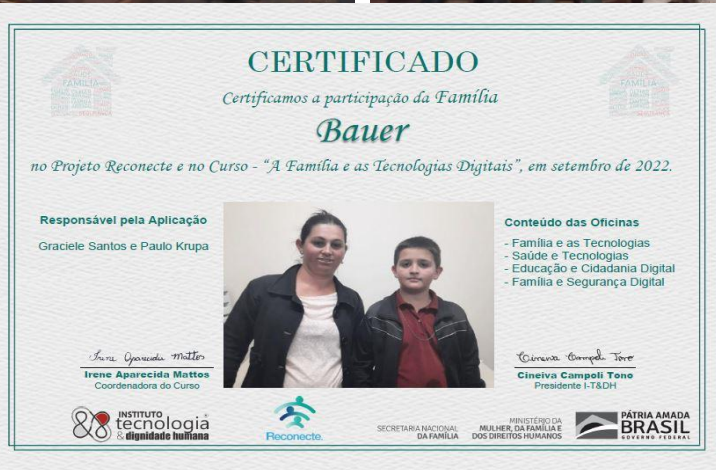 CERTIFICADO
Certificamos a participação da Família
Bauer
no Projeto Reconecte e no Curso - “A Família e as Tecnologias Digitais”, em setembro de 2022.
FAMÍLIA
FAMÍLIA
Responsável pela Aplicação
Graciele Santos e Paulo Krupa
Conteúdo das Oficinas
- Família e as Tecnologias
- Saúde e Tecnologias
- Educação e Cidadania Digital
- Família e Segurança Digital
Irene Aparecida Mattos
Irene Aparecida Mattos
Coordenadora do Curso
Cineiva Campoli Tono
Cineiva Campoli Tono
Presidente I-T&DH
INSTITUTO
tecnologia
& dignidade humana
Reconecte.
SECRETARIA NACIONAL
DA FAMÍLIA
MINISTÉRIO DA
MULHER, DA FAMÍLIA E
DOS DIREITOS HUMANOS
PÁTRIA AMADA
BRASIL
GOVERNO FEDERAL